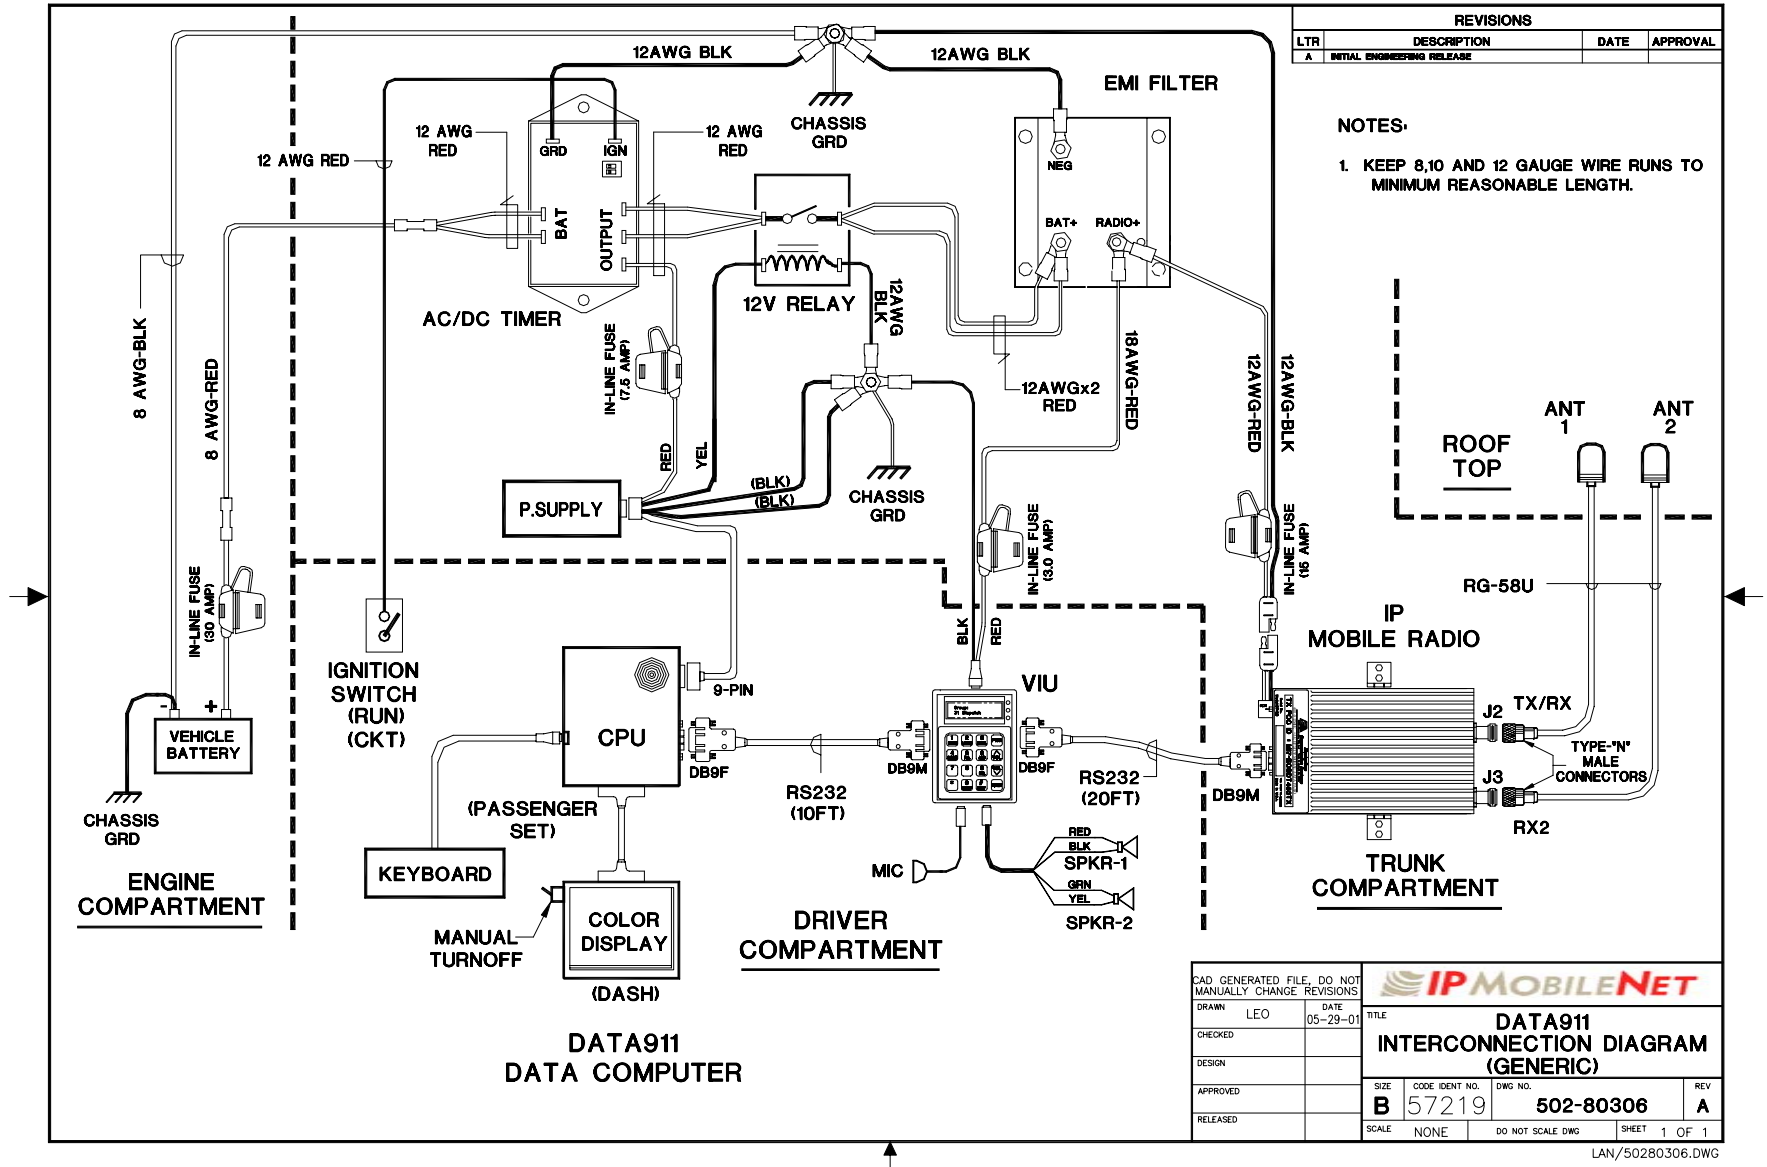 REVISIONS
LTR DESCRIPTION DATE APPROVAL
A INITIAL ENGINEERING RELEASE
NOTES:
1. KEEP 8,10 AND 12 GAUGE WIRE RUNS TO
MINIMUM REASONABLE LENGTH.
12AWG BLK
12AWG BLK
EMI FILTER
CHASSIS
GRD
12 AWG
RED
12 AWG
RED
12 AWG RED
GRD
IGN
BAT
OUTPUT
AC/DC TIMER
NEG
BAT+
RADIO+
12V RELAY
12AWG
BLK
8 AWG-BLK
8 AWG-RED
IN-LINE FUSE
(7.5 AMP)
12AWGx2
RED
18AWG-RED
12AWG-RED
12AWG-BLK
RED
YEL
(BLK)
(BLK)
P.SUPPLY
CHASSIS
GRD
IN-LINE FUSE
(3.0 AMP)
IN-LINE FUSE
(15 AMP)
IN-LINE FUSE
(30 AMP)
ROOF
TOP
ANT
1
ANT
2
RG-58U
IP
MOBILE RADIO
IGNITION
SWITCH
(RUN)
(CKT)
- +
VEHICLE
BATTERY
CHASSIS
GRD
ENGINE
COMPARTMENT
9-PIN
CPU
DB9F
RS232
(10FT)
DB9M
BLK
RED
VIU
DB9F
RS232
(20FT)
DB9M
J2
TX/RX
TYPE-"N"
MALE
CONNECTORS
J3
RX2
(PASSENGER
SET)
KEYBOARD
MANUAL
TURNOFF
COLOR
DISPLAY
(DASH)
MIC
RED
BLK
SPKR-1
GRN
YEL
SPKR-2
DRIVER
COMPARTMENT
TRUNK
COMPARTMENT
DATA911
DATA COMPUTER
CAD GENERATED FILE, DO NOT
MANUALLY CHANGE REVISIONS
DRAWN LEO
DATE 05-29-01
CHECKED
DESIGN
APPROVED
RELEASED
IPMOBILENET
TITLE
DATA911
INTERCONNECTION DIAGRAM
(GENERIC)
SIZE B
CODE IDENT NO. 57219
DWG NO. 502-80306
REV A
SCALE NONE
DO NOT SCALE DWG
SHEET 1 OF 1
LAN/50280306.DWG